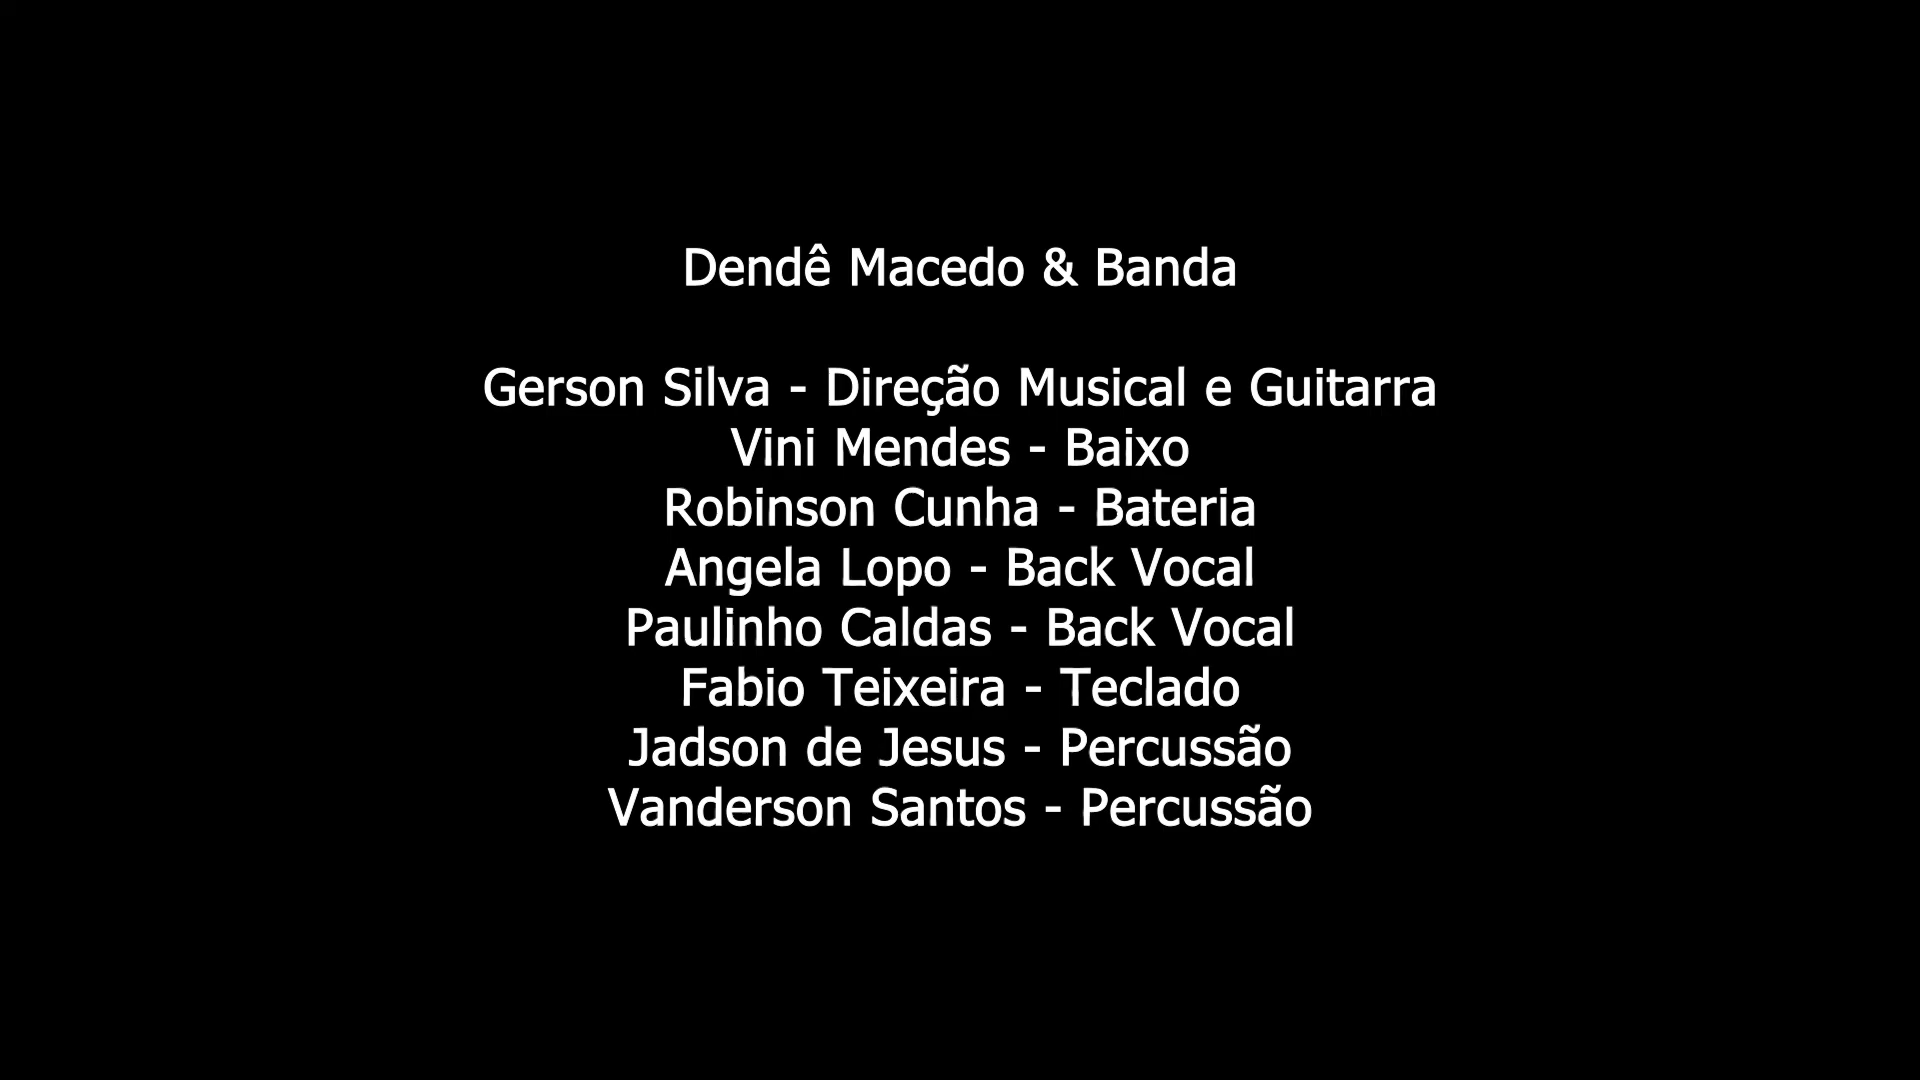 Dendê Macedo & Banda
Gerson Silva - Direção Musical e Guitarra
Vini Mendes - Baixo
Robinson Cunha - Bateria
Angela Lopo - Back Vocal
Paulinho Caldas - Back Vocal
Fabio Teixeira - Teclado
Jadson de Jesus - Percussão
Vanderson Santos - Percussão